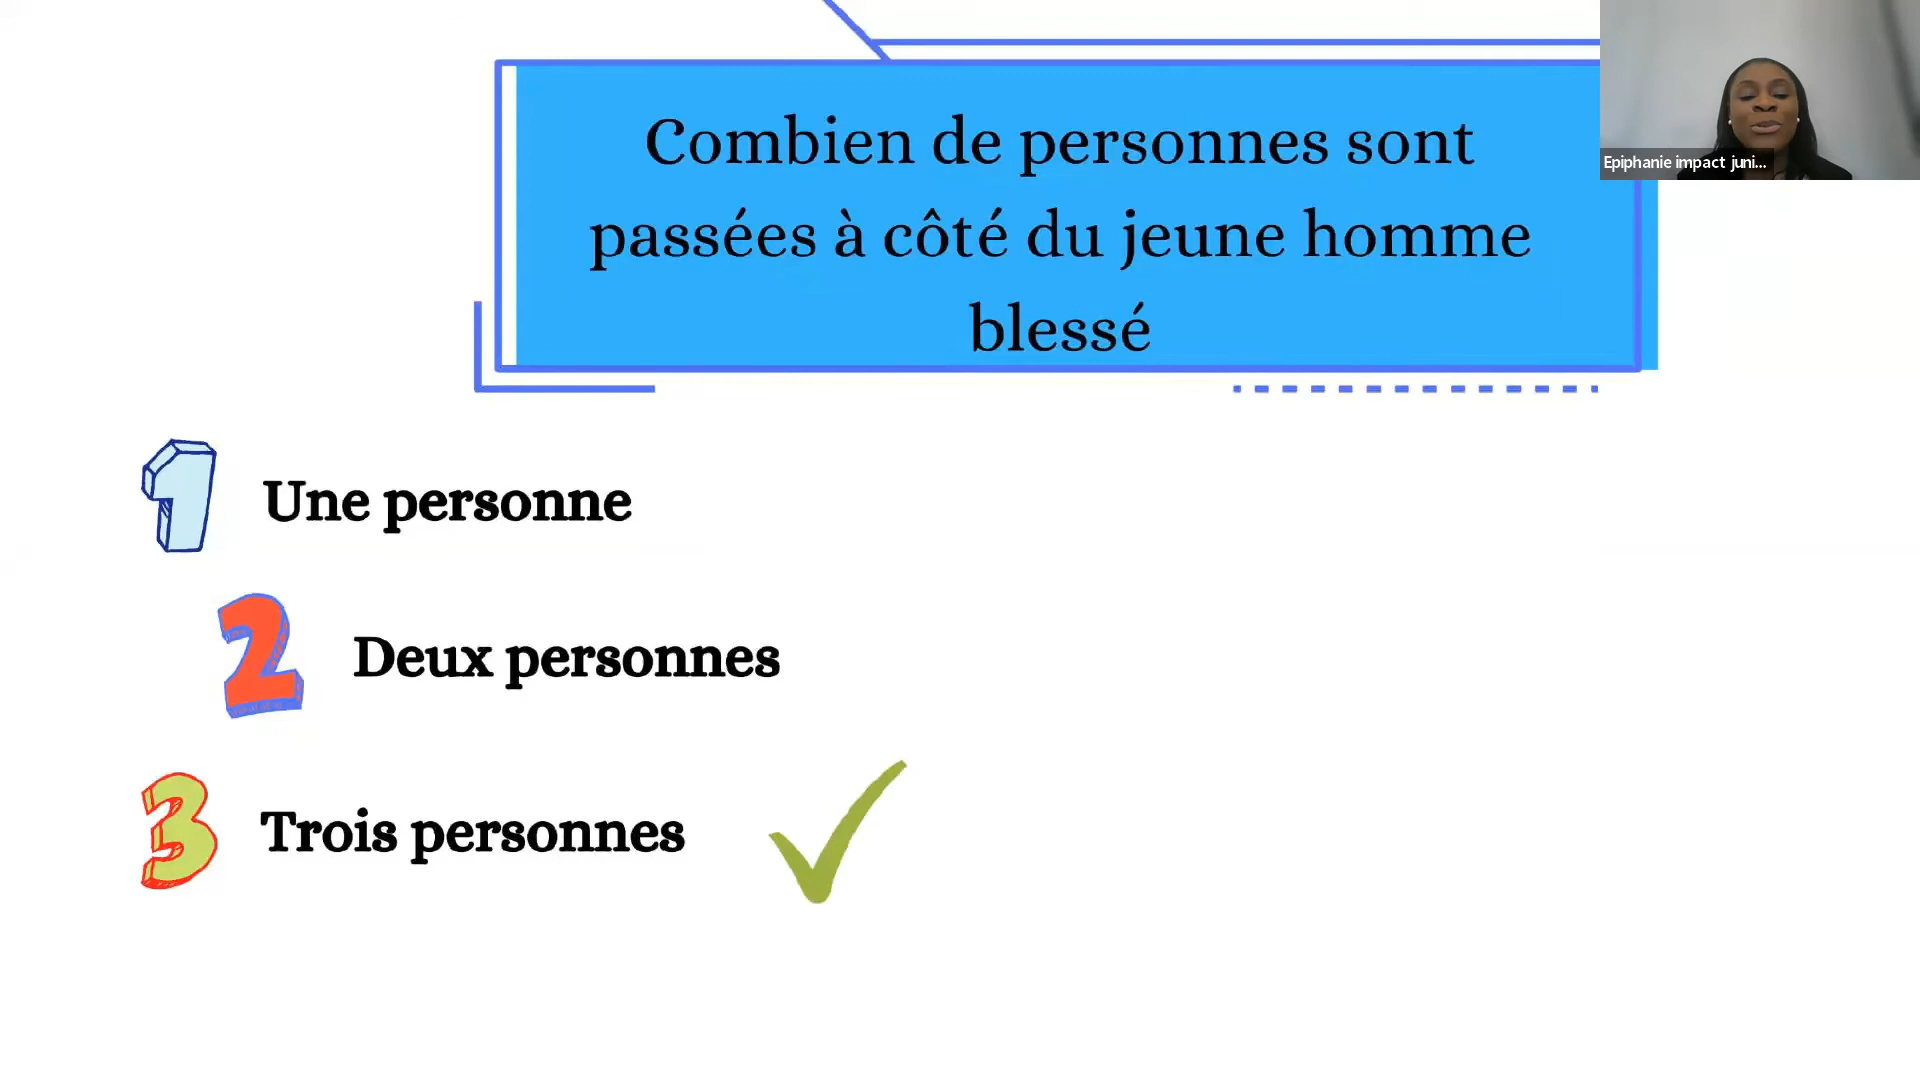 Combien de personnes sont
passées à côté du jeune homme
blessé
Epiphanie impact juni...
1 Une personne
2 Deux personnes
3 Trois personnes